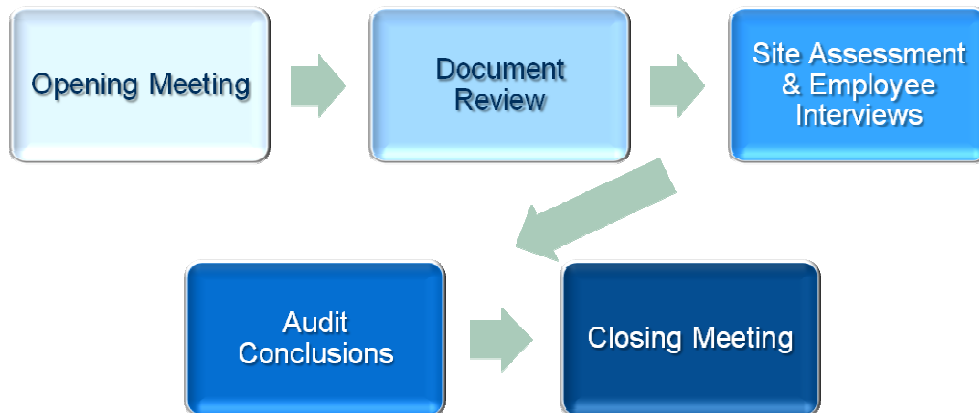 Opening Meeting
Document
Review
Site Assessment
& Employee
Interviews
Audit
Conclusions
Closing Meeting